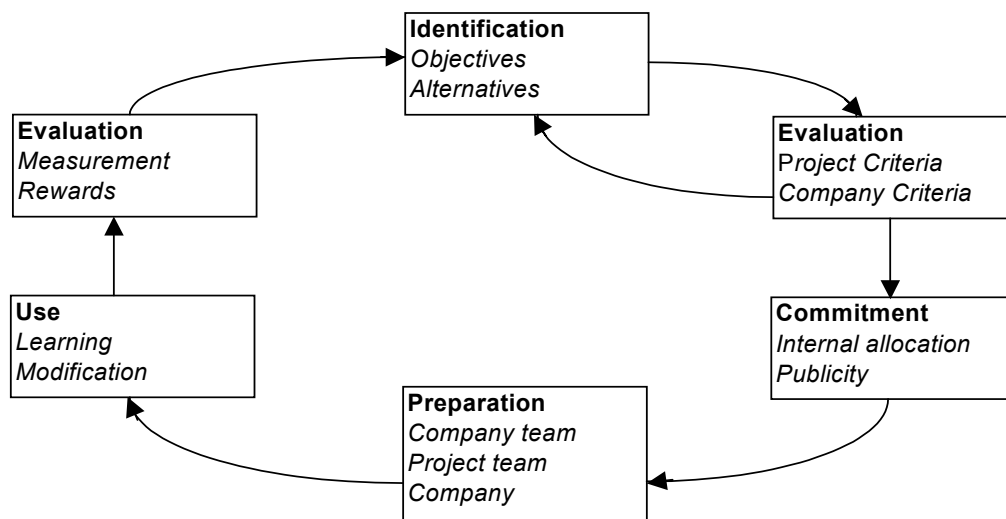 Identification
Objectives
Alternatives
Evaluation
Project Criteria
Company Criteria
Commitment
Internal allocation
Publicity
Preparation
Company team
Project team
Company
Use
Learning
Modification
Evaluation
Measurement
Rewards